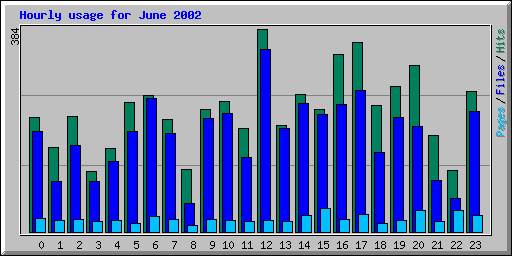 Hourly usage for June 2002
384
Pages / Files / Hits
0 1 2 3 4 5 6 7 8 9 10 11 12 13 14 15 16 17 18 19 20 21 22 23